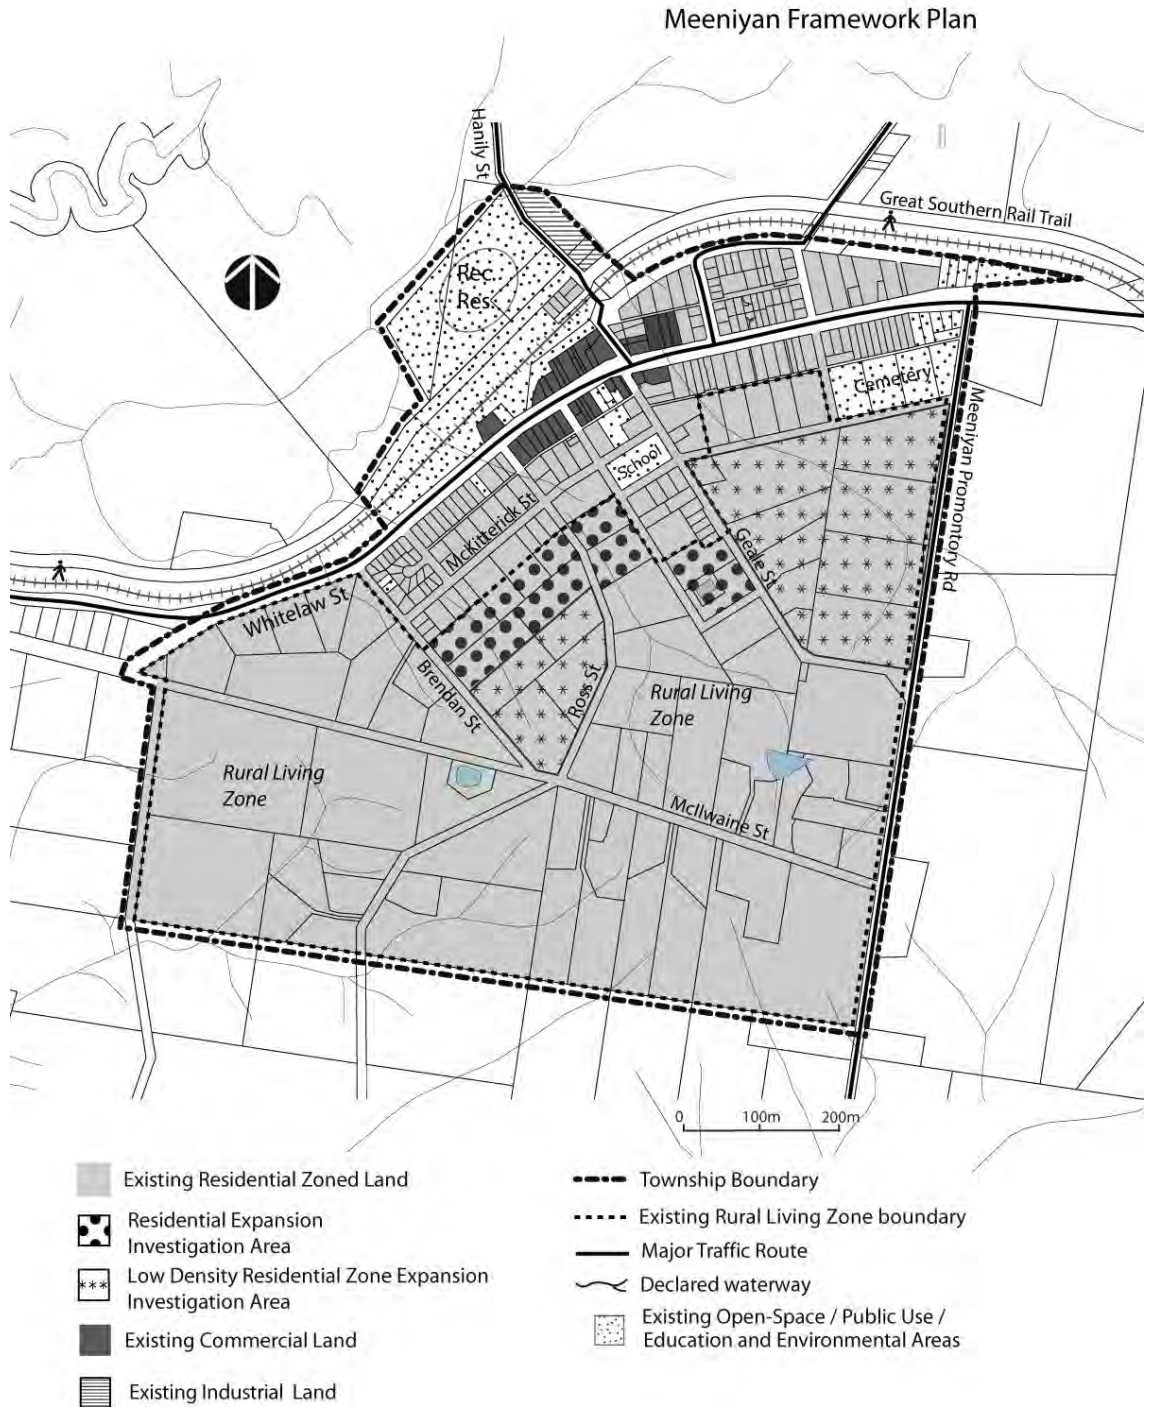 Meeniyan Framework Plan
Hanily St
Great Southern Rail Trail
Rec.
Res.
Cemetery
Meeniyan Promontory Rd
School
McKitterick St
Geale St
Whitelaw St
Brendan St
Ross St
Rural Living
Zone
Rural Living
Zone
McIlwaine St
0 100m 200m
Existing Residential Zoned Land
Residential Expansion
Investigation Area
Low Density Residential Zone Expansion
Investigation Area
Existing Commercial Land
Existing Industrial Land
Township Boundary
Existing Rural Living Zone boundary
Major Traffic Route
Declared waterway
Existing Open-Space / Public Use /
Education and Environmental Areas